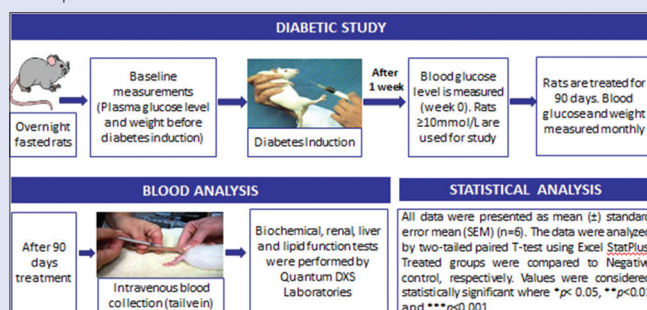 DIABETIC STUDY
Overnight
fasted rats
Baseline
measurements
(Plasma glucose level
and weight before
diabetes induction)
Diabetes Induction
After
1 week
Blood glucose
level is measured
(week 0). Rats
≥10mmol/L are
used for study
Rats are treated for
90 days. Blood
glucose and weight
measured monthly
BLOOD ANALYSIS
After 90
days
treatment
Intravenous blood
collection (tail vein)
Biochemical, renal, liver
and lipid function tests
were performed by
Quantum DXS
Laboratories
STATISTICAL ANALYSIS
All data were presented as mean (±) standard
error mean (SEM) (n=6). The data were analyzed
by two-tailed paired T-test using Excel StatPlus.
Treated groups were compared to Negative
control, respectively. Values were considered
statistically significant where *p< 0.05, **p<0.01
and ***p≤0.001